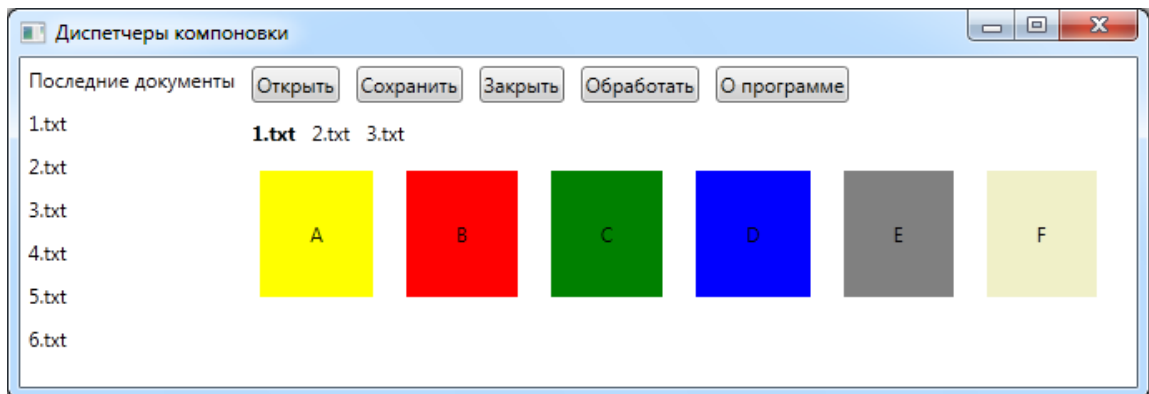 Диспетчеры компоновки
Последние документы
Открыть Сохранить Закрыть Обработать О программе
1.txt
1.txt 2.txt 3.txt
2.txt
3.txt
A B C D E F
4.txt
5.txt
6.txt